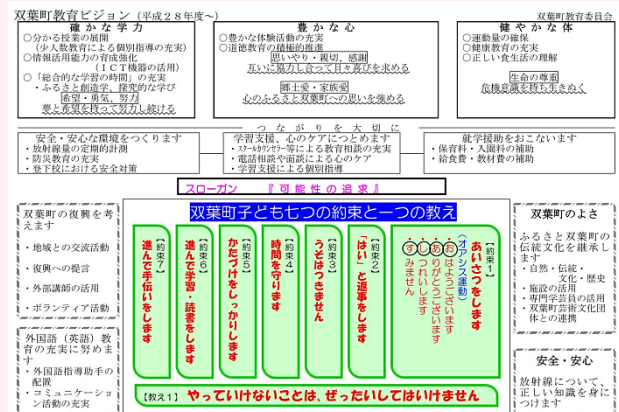 双葉町教育ビジョン（平成２８年度～）
双葉町教育委員会
確 か な 学 力
○分かる授業の展開
（少人数教育による個別指導の充実）
○情報活用能力の育成強化
（ＩＣＴ機器の活用）
○「総合的な学習の時間」の充実
・ふるさと創造学、探究的な学び
希望・勇気、努力
夢と希望を持って努力し続ける
豊 か な 心
○豊かな体験活動の充実
○道徳教育の積極的推進
思いやり・親切、感謝
互いに協力し合って日々喜びを求める
郷土愛・家族愛
心のふるさと双葉町への思いを強める
健 や か な 体
○運動量の確保
○健康教育の充実
○正しい食生活の理解
生命の尊重
危機意識を持ち生きぬく
つ な が り を 大 切 に
安全・安心な環境をつくります
・放射線量の定期的計測
・防災教育の充実
・登下校における安全対策
学習支援、心のケアにつとめます
・スクールカウンセラー等による教育相談の充実
・電話相談や面談による心のケア
・学習支援による個別指導
就学援助をおこないます
・保育料・入園料の補助
・給食費・教材費の補助
スローガン 『 可 能 性 の 追 求 』
双葉町の復興を考えます
・地域との交流活動
・復興への提言
・外部講師の活用
・ボランティア活動
外国語（英語）教育の充実に努めます
・外国語指導助手の配置
・コミュニケーション活動の充実
双葉町子ども七つの約束と一つの教え
【約束１】
あいさつをします
（オアシス運動）
・おはようございます
・ありがとうございます
・しつれいします
・すみません
【約束２】
「はい」と返事をします
【約束３】
うそはつきません
【約束４】
時間を守ります
【約束５】
かたづけをしっかりします
【約束６】
進んで学習・読書をします
【約束７】
進んで手伝いをします
【教え１】 やっていけないことは、ぜったいしてはいけません
双葉町のよさ
ふるさと双葉町の伝統文化を継承します
・自然・伝統・文化・歴史
・施設の活用
・専門学芸員の活用
・双葉町芸術文化団体との連携
安全・安心
放射線について、正しい知識を身につけます